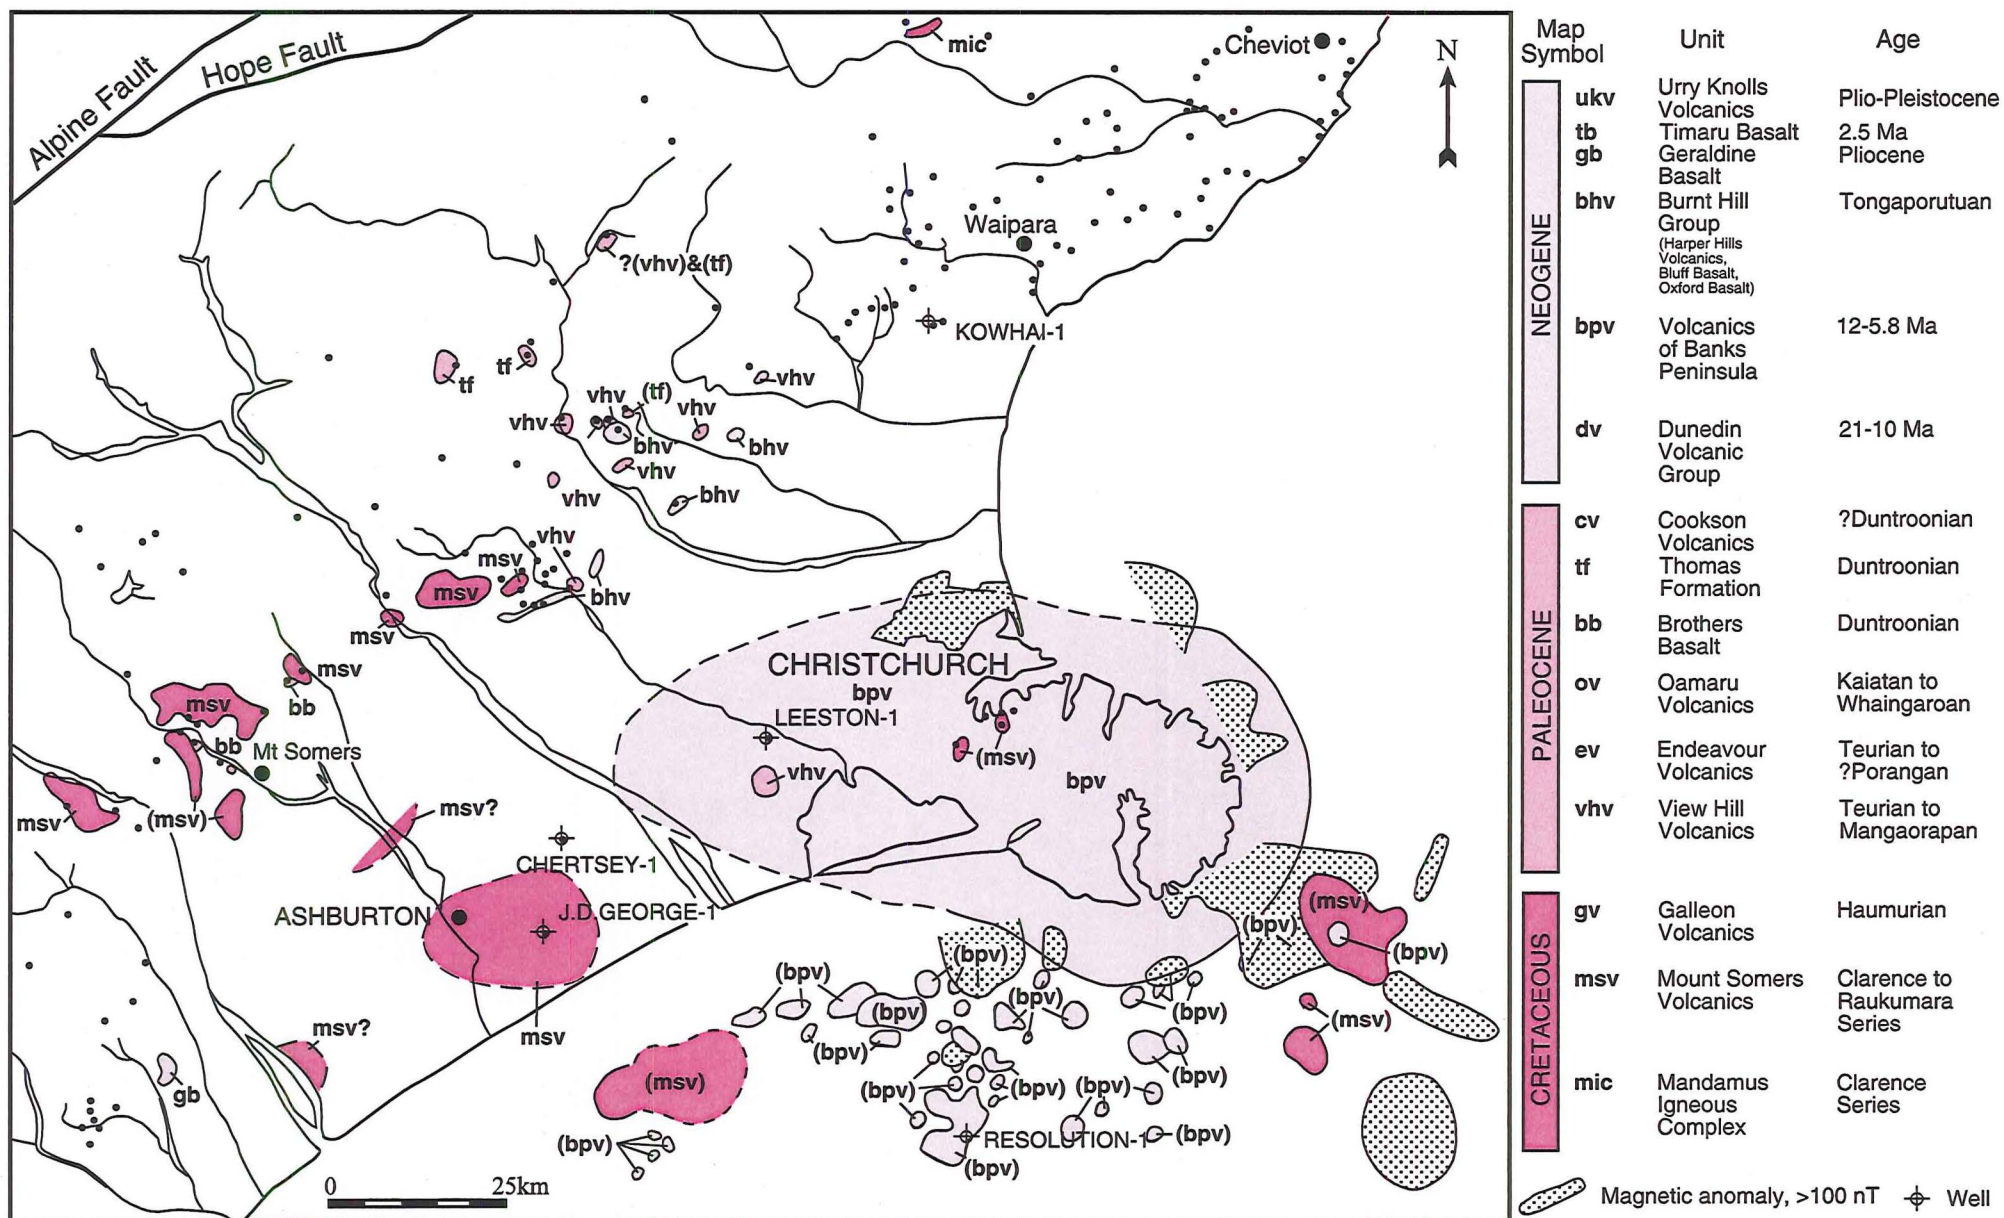 Alpine Fault
Hope Fault
mic
Cheviot
N
Waipara
?(vhv)&(tf)
KOWHAI-1
tf
tf
vhv
vhv
(tf)
vhv
vhv
bhv
bhv
vhv
vhv
bhv
vhv
msv
msv
bhv
msv
msv
bb
msv
bb
Mt Somers
msv
(msv)
msv?
CHRISTCHURCH
bpv
LEESTON-1
vhv
(msv)
bpv
CHERTSEY-1
ASHBURTON
J.D.GEORGE-1
msv
msv?
gb
(msv)
(bpv)
(bpv)
(bpv)
(msv)
(bpv)
(bpv)
(bpv)
(bpv)
(bpv)
(msv)
(bpv)
(bpv)
(bpv)
(bpv)
(bpv)
(bpv)
RESOLUTION-1
(bpv)
(bpv)
0 25km
Map
Symbol
Unit
Age
NEOGENE
ukv
Urry Knolls
Volcanics
Plio-Pleistocene
tb
Timaru Basalt
2.5 Ma
gb
Geraldine
Basalt
Pliocene
bhv
Burnt Hill
Group
(Harper Hills
Volcanics,
Bluff Basalt,
Oxford Basalt)
Tongaporutuan
bpv
Volcanics
of Banks
Peninsula
12-5.8 Ma
dv
Dunedin
Volcanic
Group
21-10 Ma
PALEOCENE
cv
Cookson
Volcanics
?Duntroonian
tf
Thomas
Formation
Duntroonian
bb
Brothers
Basalt
Duntroonian
ov
Oamaru
Volcanics
Kaiatan to
Whaingaroan
ev
Endeavour
Volcanics
Teurian to
?Porangan
vhv
View Hill
Volcanics
Teurian to
Mangaorapan
CRETACEOUS
gv
Galleon
Volcanics
Haumurian
msv
Mount Somers
Volcanics
Clarence to
Raukumara
Series
mic
Mandamus
Igneous
Complex
Clarence
Series
Magnetic anomaly, >100 nT
Well